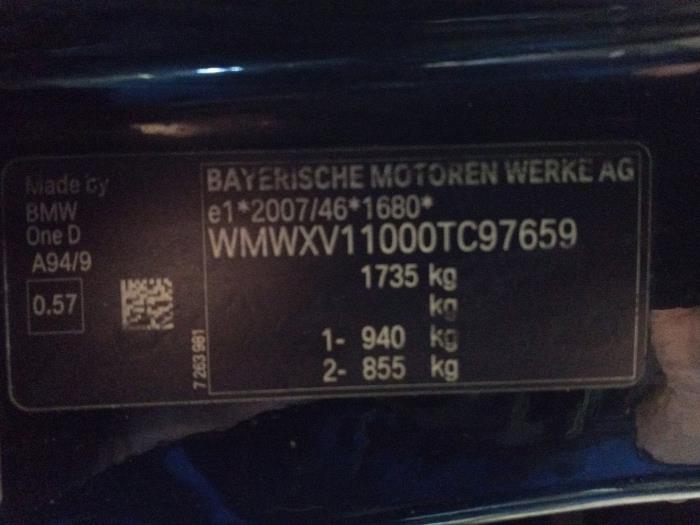 Made by
BMW
One D
A94/9
0.57
7 263 981
BAYERISCHE MOTOREN WERKE AG
e1*2007/46*1680*
WMWXV11000TC97659
1735 kg
kg
1- 940 kg
2- 855 kg